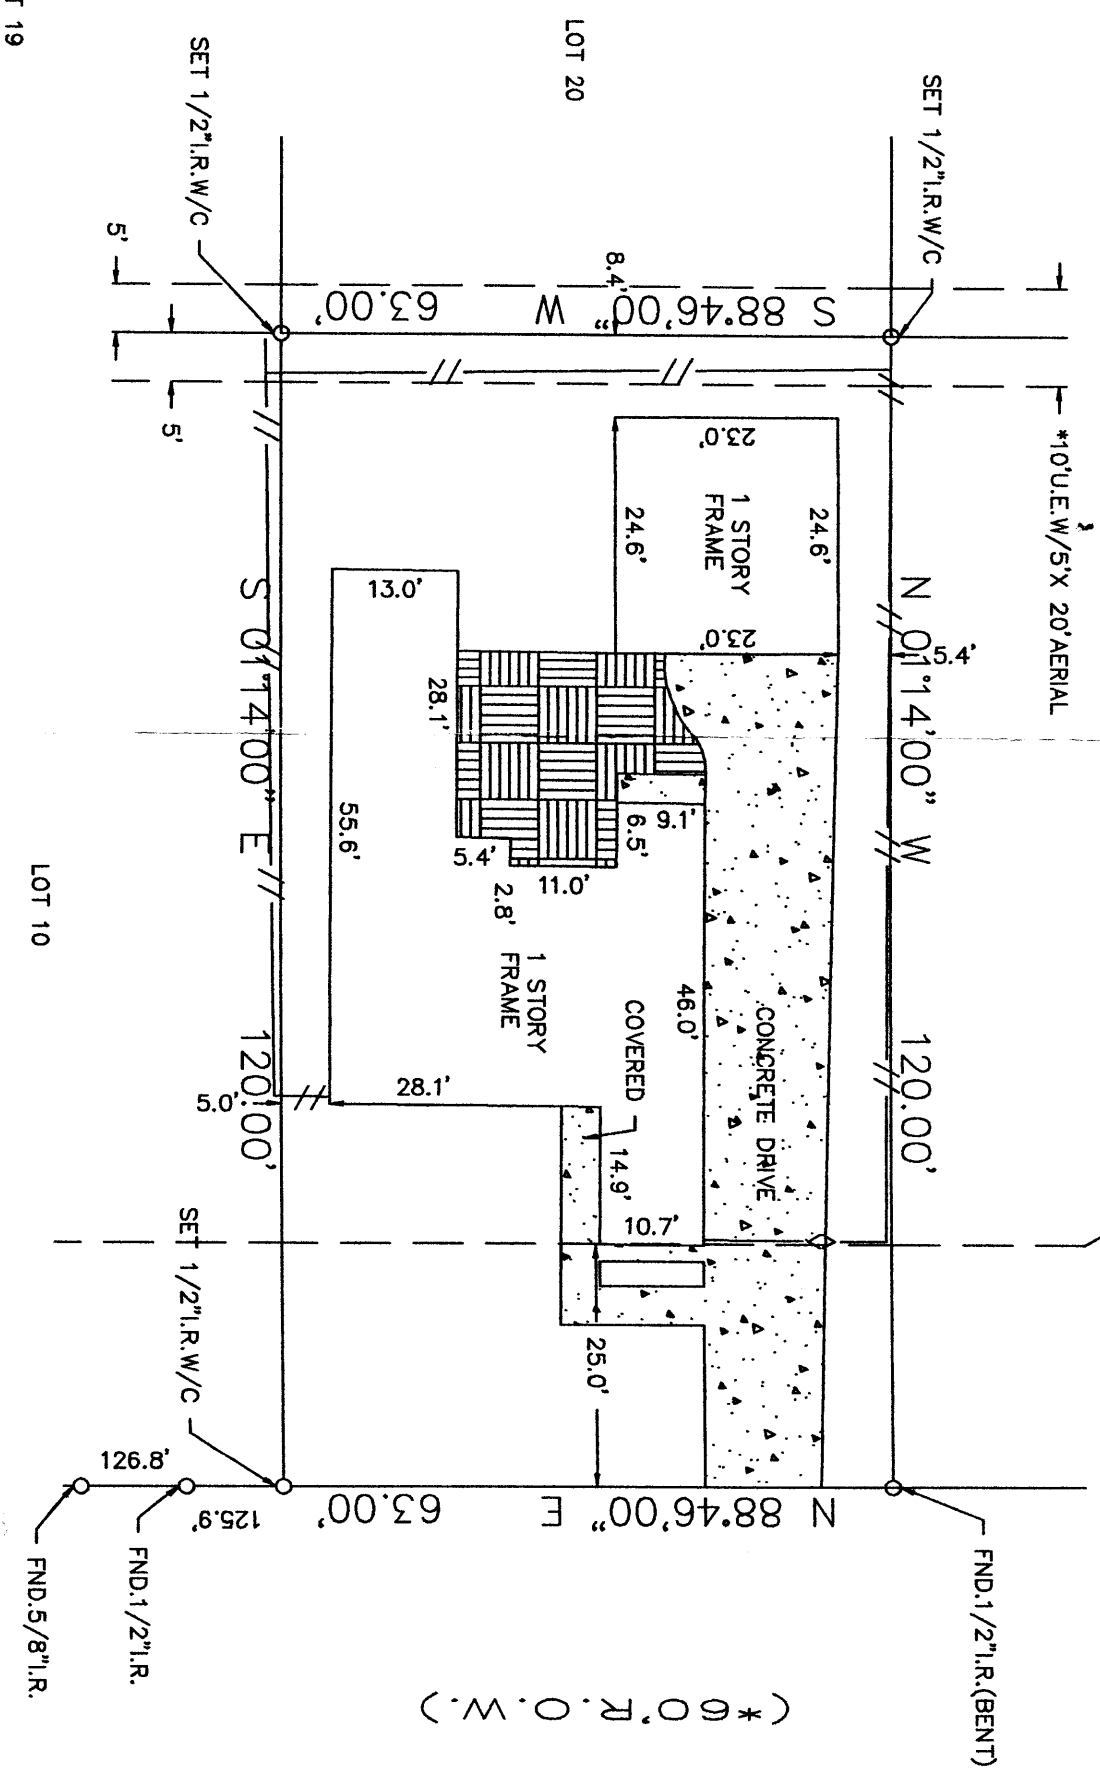 T 19
LOT 20
SET 1/2"I.R.W/C
SET 1/2"I.R.W/C
5'
5'
8.4'
S 88°46'00" W 63.00'
*10'U.E.W/5'X 20'AERIAL
23.0'
24.6'
1 STORY
FRAME
24.6'
23.0'
N 01°14'00" W 120.00'
5.4'
13.0'
28.1'
S 01°14'00" E 120.00'
55.6'
9.1'
6.5'
5.4'
11.0'
2.8'
1 STORY
FRAME
46.0'
CONCRETE DRIVE
COVERED
LOT 10
28.1'
5.0'
14.9'
10.7'
25.0'
SET 1/2"I.R.W/C
126.8'
125.9'
N 88°46'00" E 63.00'
FND.1/2"I.R.(BENT)
FND.1/2"I.R.
FND.5/8"I.R.
(*60'R.O.W.)